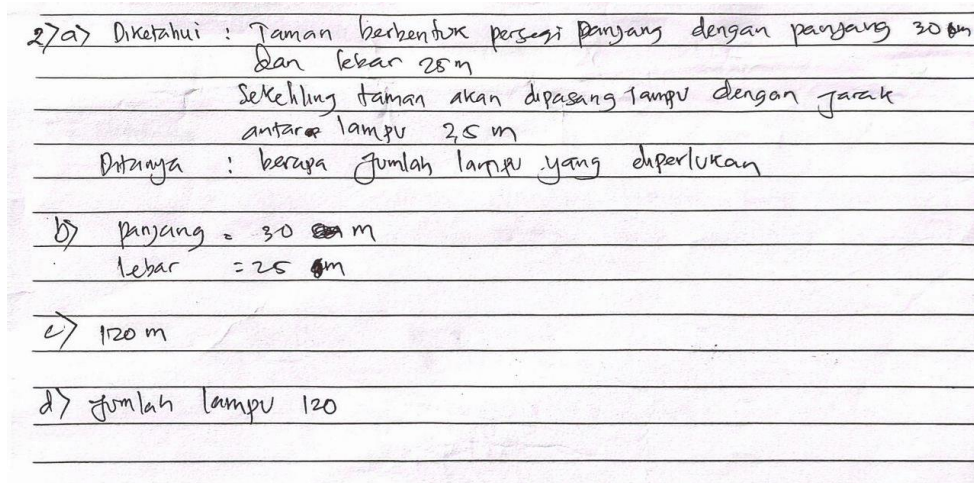 2) a) Diketahui : Taman berbentuk persegi panjang dengan panjang 30 m
dan lebar 25 m
Sekeliling taman akan dipasang lampu dengan jarak
antar lampu 2,5 m
Ditanya : berapa jumlah lampu yang diperlukan
b) panjang = 30 m
lebar = 25 m
c) 120 m
d) Jumlah lampu 120